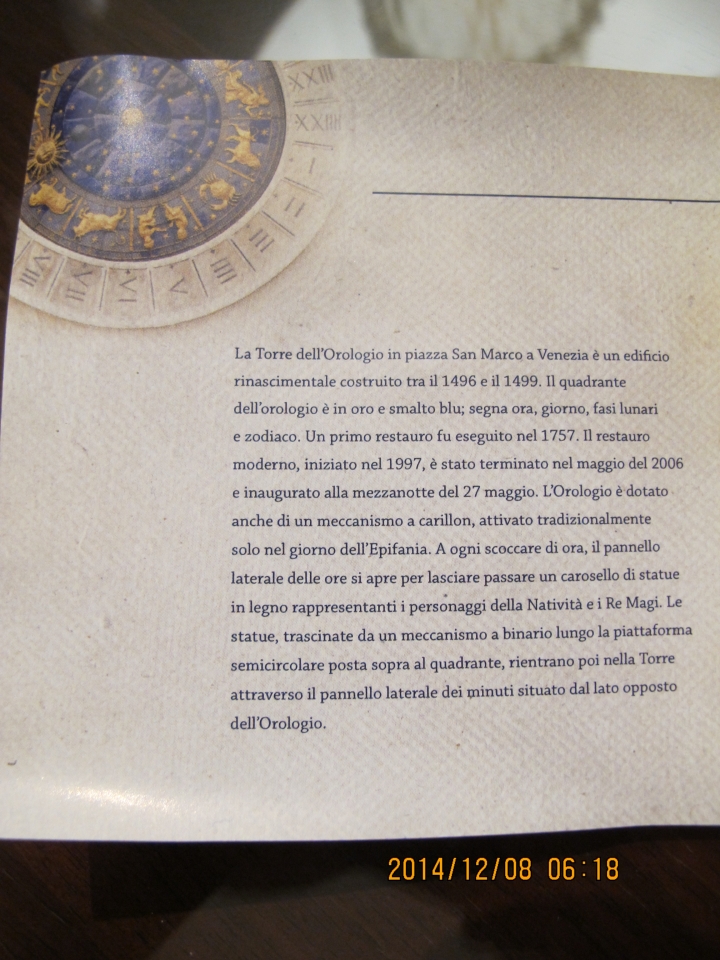 XXIII
XXIIII
I
II
III
IIII
V
VI
VII
VIII
La Torre dell'Orologio in piazza San Marco a Venezia è un edificio
rinascimentale costruito tra il 1496 e il 1499. Il quadrante
dell'orologio è in oro e smalto blu; segna ora, giorno, fasi lunari
e zodiaco. Un primo restauro fu eseguito nel 1757. Il restauro
moderno, iniziato nel 1997, è stato terminato nel maggio del 2006
e inaugurato alla mezzanotte del 27 maggio. L'Orologio è dotato
anche di un meccanismo a carillon, attivato tradizionalmente
solo nel giorno dell'Epifania. A ogni scoccare di ora, il pannello
laterale delle ore si apre per lasciare passare un carosello di statue
in legno rappresentanti i personaggi della Natività e i Re Magi. Le
statue, trascinate da un meccanismo a binario lungo la piattaforma
semicircolare posta sopra al quadrante, rientrano poi nella Torre
attraverso il pannello laterale dei minuti situato dal lato opposto
dell'Orologio.
2014/12/08 06:18